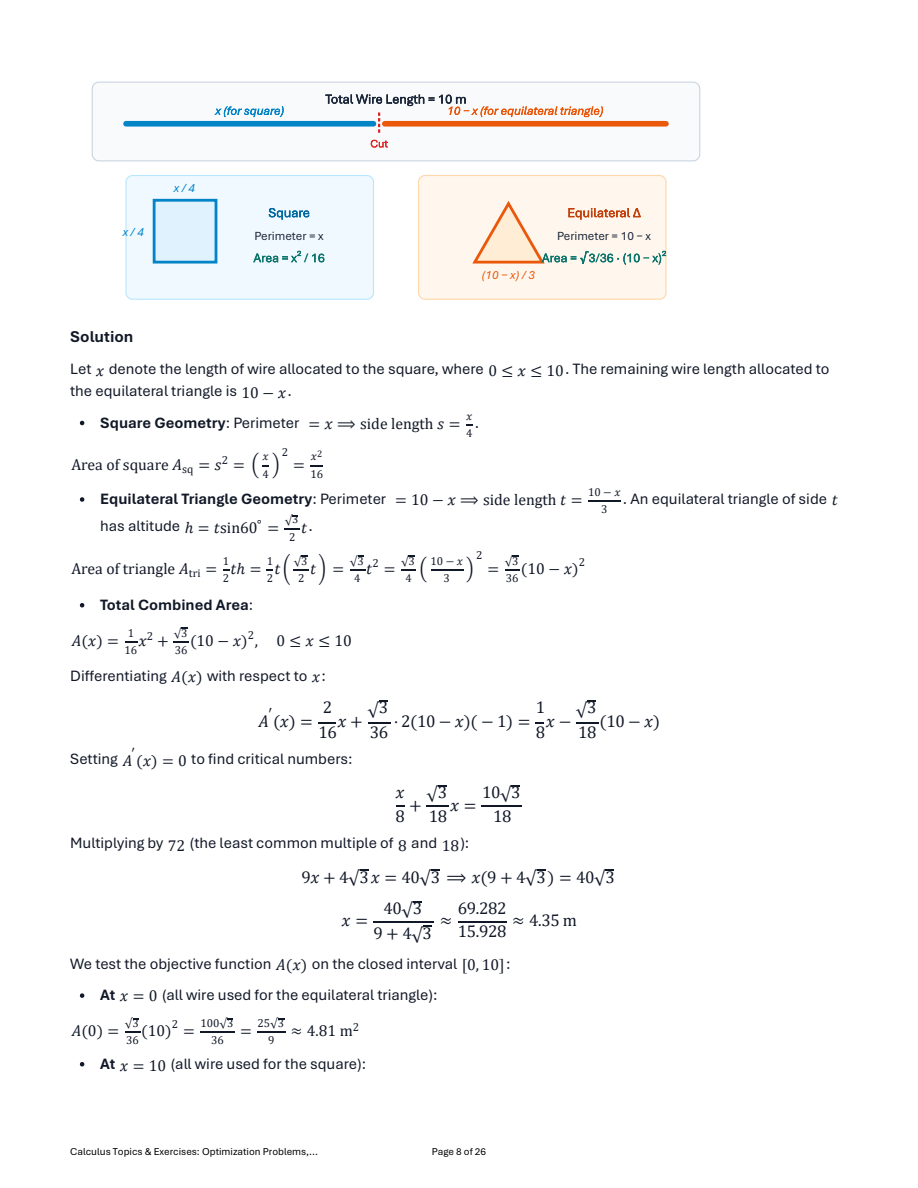 Total Wire Length = 10 m
x (for square)
10 − x (for equilateral triangle)
Cut
x / 4
x / 4
Square
Perimeter = x
Area = x² / 16
Equilateral Δ
Perimeter = 10 − x
Area = √3/36 · (10 − x)²
(10 − x) / 3
Solution
Let x denote the length of wire allocated to the square, where 0 ≤ x ≤ 10. The remaining wire length allocated to
the equilateral triangle is 10 − x.
• Square Geometry: Perimeter = x ⟹ side length s = x/4.
Area of square A_sq = s² = (x/4)² = x²/16
• Equilateral Triangle Geometry: Perimeter = 10 − x ⟹ side length t = (10 − x)/3. An equilateral triangle of side t
has altitude h = tsin60° = √3/2 t.
Area of triangle A_tri = 1/2 th = 1/2 t(√3/2 t) = √3/4 t² = √3/4 ((10 − x)/3)² = √3/36 (10 − x)²
• Total Combined Area:
A(x) = 1/16 x² + √3/36 (10 − x)², 0 ≤ x ≤ 10
Differentiating A(x) with respect to x:
A′(x) = 2/16 x + √3/36 · 2(10 − x)( − 1) = 1/8 x − √3/18 (10 − x)
Setting A′(x) = 0 to find critical numbers:
x/8 + √3/18 x = 10√3/18
Multiplying by 72 (the least common multiple of 8 and 18):
9x + 4√3 x = 40√3 ⟹ x(9 + 4√3) = 40√3
x = 40√3/(9 + 4√3) ≈ 69.282/15.928 ≈ 4.35 m
We test the objective function A(x) on the closed interval [0, 10]:
• At x = 0 (all wire used for the equilateral triangle):
A(0) = √3/36 (10)² = 100√3/36 = 25√3/9 ≈ 4.81 m²
• At x = 10 (all wire used for the square):
Calculus Topics & Exercises: Optimization Problems,... Page 8 of 26